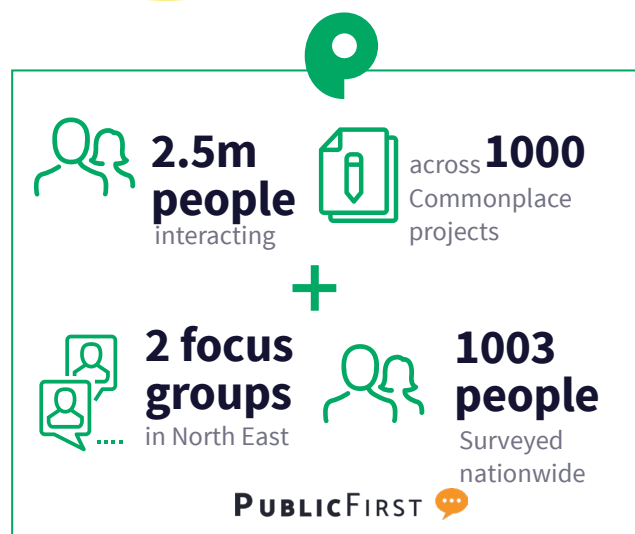 2.5m
people
interacting
across 1000
Commonplace
projects
+
2 focus
groups
in North East
1003
people
Surveyed
nationwide
PUBLICFIRST